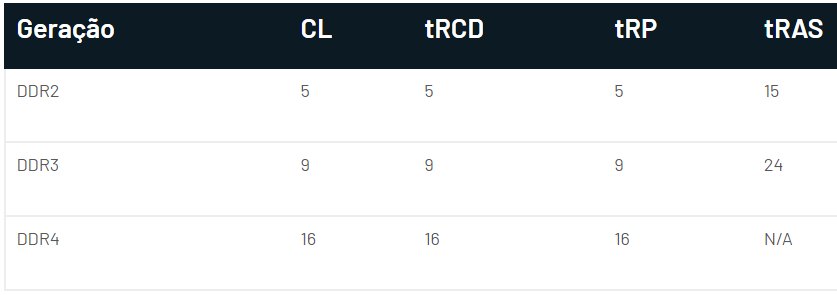 Geração CL tRCD tRP tRAS
DDR2 5 5 5 15
DDR3 9 9 9 24
DDR4 16 16 16 N/A